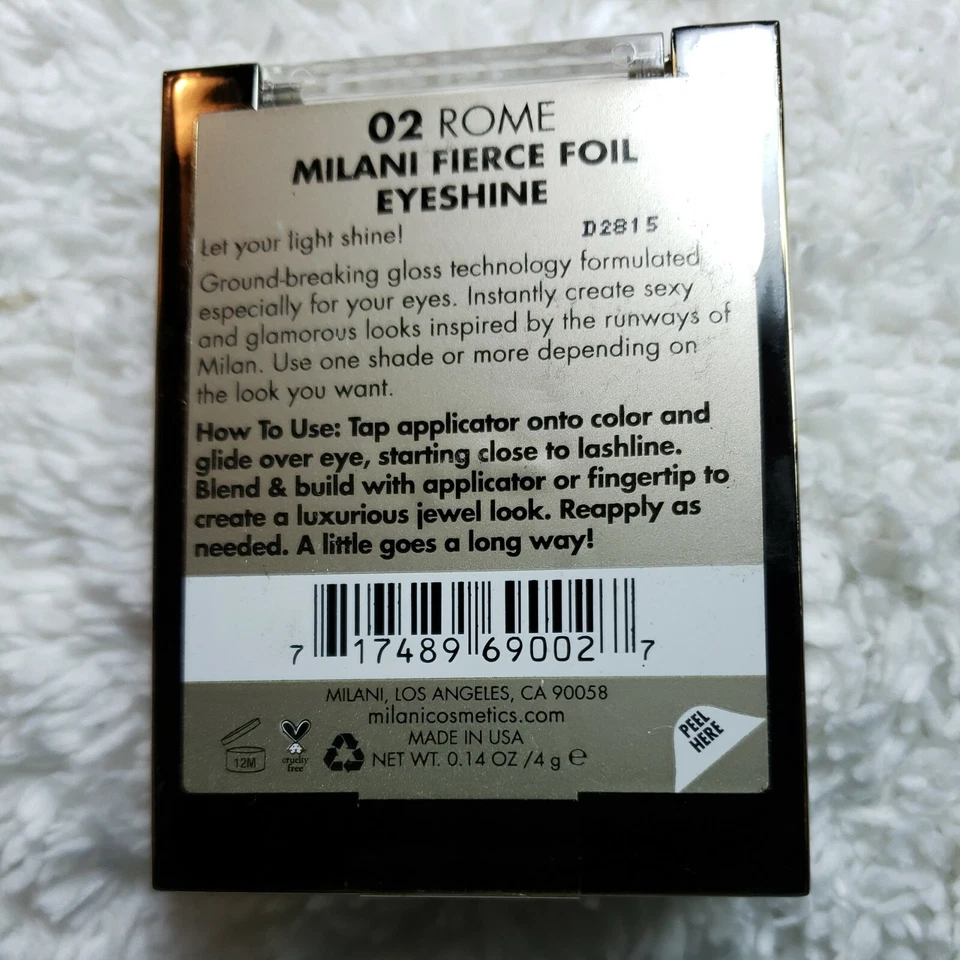 02 ROME
MILANI FIERCE FOIL
EYESHINE
Let your light shine!
D2815
Ground-breaking gloss technology formulated
especially for your eyes. Instantly create sexy
and glamorous looks inspired by the runways of
Milan. Use one shade or more depending on
the look you want.
How To Use: Tap applicator onto color and
glide over eye, starting close to lashline.
Blend & build with applicator or fingertip to
create a luxurious jewel look. Reapply as
needed. A little goes a long way!
7 17489 69002 7
MILANI, LOS ANGELES, CA 90058
milanicosmetics.com
MADE IN USA
NET WT. 0.14 OZ /4 g e
12M
cruelty
free
PEEL
HERE